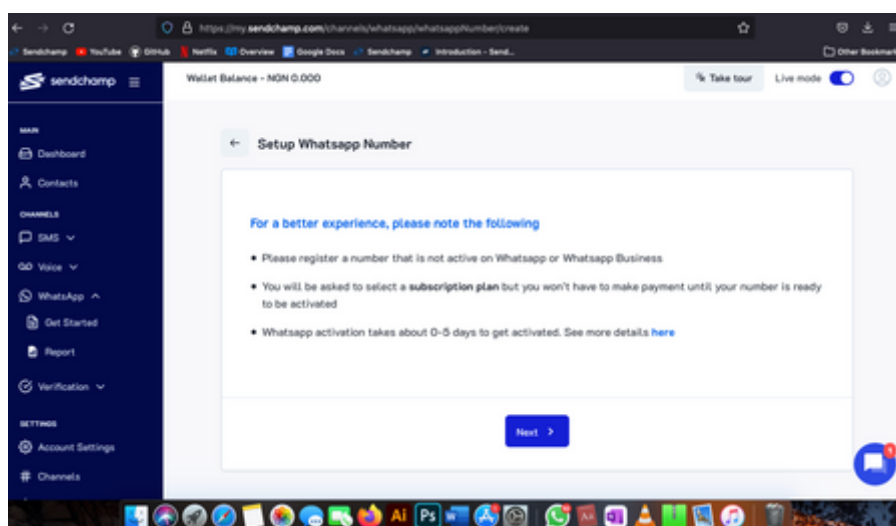 https://my.sendchamp.com/channels/whatsapp/whatsappNumber/create
Sendchamp YouTube GitHub Netflix Overview Google Docs Sendchamp Introduction - Send... Other Bookmark
sendchamp
Wallet Balance - NGN 0.000
Take tour
Live mode
MAIN
Dashboard
Contacts
CHANNELS
SMS
Voice
WhatsApp
Get Started
Report
Verification
SETTINGS
Account Settings
Channels
Setup Whatsapp Number
For a better experience, please note the following
Please register a number that is not active on Whatsapp or Whatsapp Business
You will be asked to select a subscription plan but you won't have to make payment until your number is ready
to be activated
Whatsapp activation takes about 0-5 days to get activated. See more details here
Next
Ai Ps